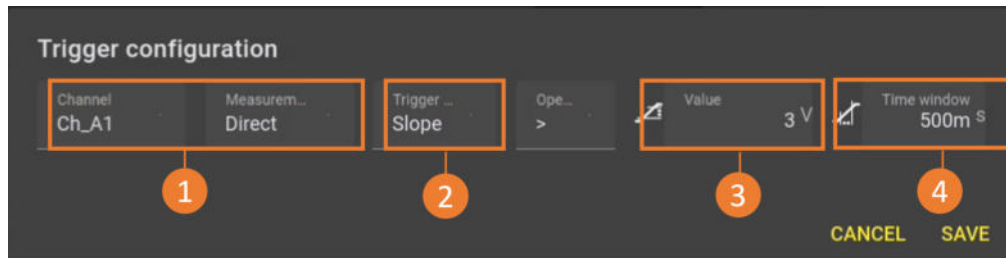 Trigger configuration
Channel Measurem... Trigger ... Ope... Value Time window
Ch_A1 Direct Slope > 3 V 500m S
1 2 3 4
CANCEL SAVE